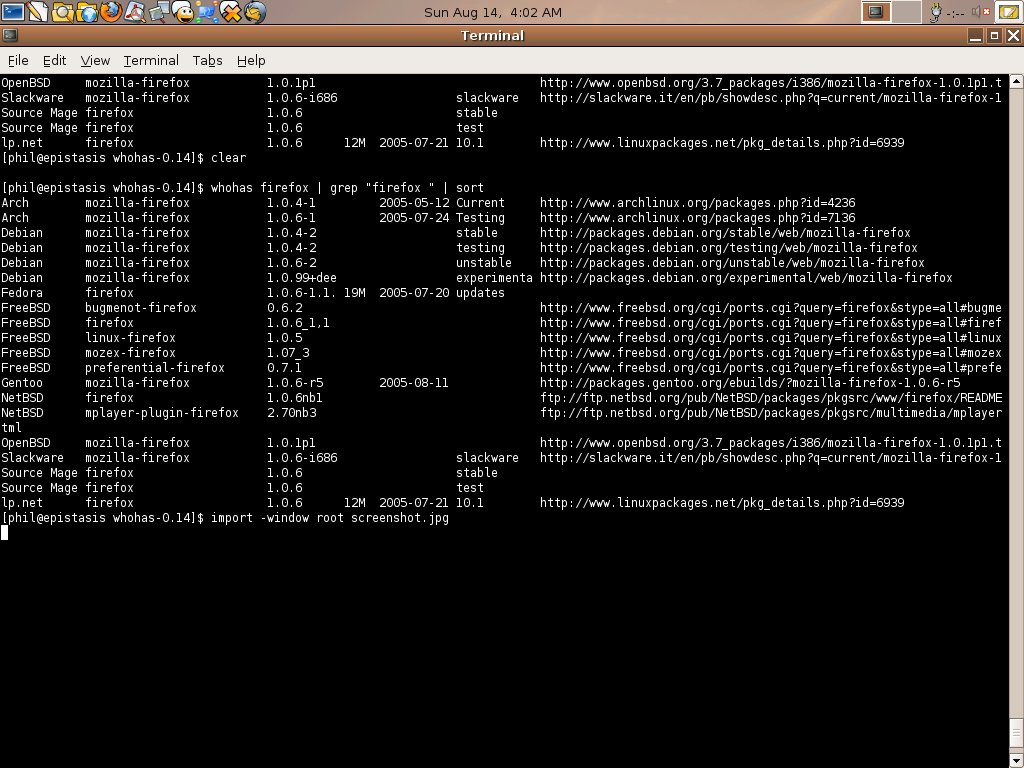 Sun Aug 14, 4:02 AM
Terminal
File Edit View Terminal Tabs Help
OpenBSD mozilla-firefox 1.0.1p1 http://www.openbsd.org/3.7_packages/i386/mozilla-firefox-1.0.1p1.t
Slackware mozilla-firefox 1.0.6-i686 slackware http://slackware.it/en/pb/showdesc.php?q=current/mozilla-firefox-1
Source Mage firefox 1.0.6 stable
Source Mage firefox 1.0.6 test
lp.net firefox 1.0.6 12M 2005-07-21 10.1 http://www.linuxpackages.net/pkg_details.php?id=6939
[phil@epistasis whohas-0.14]$ clear
[phil@epistasis whohas-0.14]$ whohas firefox | grep "firefox " | sort
Arch mozilla-firefox 1.0.4-1 2005-05-12 Current http://www.archlinux.org/packages.php?id=4236
Arch mozilla-firefox 1.0.6-1 2005-07-24 Testing http://www.archlinux.org/packages.php?id=7136
Debian mozilla-firefox 1.0.4-2 stable http://packages.debian.org/stable/web/mozilla-firefox
Debian mozilla-firefox 1.0.4-2 testing http://packages.debian.org/testing/web/mozilla-firefox
Debian mozilla-firefox 1.0.6-2 unstable http://packages.debian.org/unstable/web/mozilla-firefox
Debian mozilla-firefox 1.0.99+dee experimenta http://packages.debian.org/experimental/web/mozilla-firefox
Fedora firefox 1.0.6-1.1. 19M 2005-07-20 updates
FreeBSD bugmenot-firefox 0.6.2 http://www.freebsd.org/cgi/ports.cgi?query=firefox&stype=all#bugme
FreeBSD firefox 1.0.6_1,1 http://www.freebsd.org/cgi/ports.cgi?query=firefox&stype=all#firef
FreeBSD linux-firefox 1.0.5 http://www.freebsd.org/cgi/ports.cgi?query=firefox&stype=all#linux
FreeBSD mozex-firefox 1.07_3 http://www.freebsd.org/cgi/ports.cgi?query=firefox&stype=all#mozex
FreeBSD preferential-firefox 0.7.1 http://www.freebsd.org/cgi/ports.cgi?query=firefox&stype=all#prefe
Gentoo mozilla-firefox 1.0.6-r5 2005-08-11 http://packages.gentoo.org/ebuilds/?mozilla-firefox-1.0.6-r5
NetBSD firefox 1.0.6nb1 ftp://ftp.netbsd.org/pub/NetBSD/packages/pkgsrc/www/firefox/README
NetBSD mplayer-plugin-firefox 2.70nb3 ftp://ftp.netbsd.org/pub/NetBSD/packages/pkgsrc/multimedia/mplayer
tml
OpenBSD mozilla-firefox 1.0.1p1 http://www.openbsd.org/3.7_packages/i386/mozilla-firefox-1.0.1p1.t
Slackware mozilla-firefox 1.0.6-i686 slackware http://slackware.it/en/pb/showdesc.php?q=current/mozilla-firefox-1
Source Mage firefox 1.0.6 stable
Source Mage firefox 1.0.6 test
lp.net firefox 1.0.6 12M 2005-07-21 10.1 http://www.linuxpackages.net/pkg_details.php?id=6939
[phil@epistasis whohas-0.14]$ import -window root screenshot.jpg